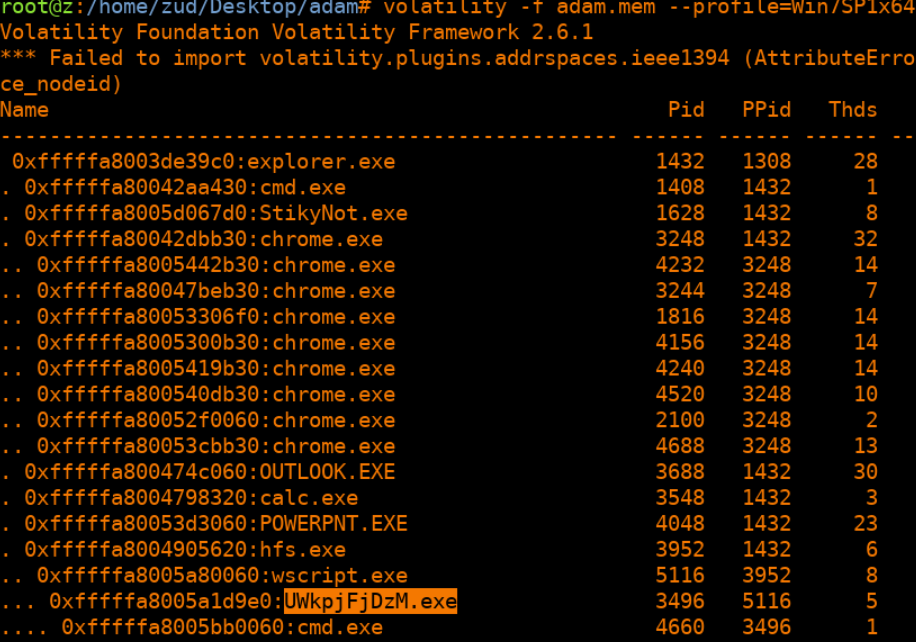 root@z:/home/zud/Desktop/adam# volatility -f adam.mem --profile=Win7SP1x64
Volatility Foundation Volatility Framework 2.6.1
*** Failed to import volatility.plugins.addrspaces.ieee1394 (AttributeErro
ce_nodeid)
Name Pid PPid Thds
-------------------------------------------------- ------ ------ ------ --
0xfffffa8003de39c0:explorer.exe 1432 1308 28
. 0xfffffa80042aa430:cmd.exe 1408 1432 1
. 0xfffffa8005d067d0:StikyNot.exe 1628 1432 8
. 0xfffffa80042dbb30:chrome.exe 3248 1432 32
.. 0xfffffa8005442b30:chrome.exe 4232 3248 14
.. 0xfffffa80047beb30:chrome.exe 3244 3248 7
.. 0xfffffa80053306f0:chrome.exe 1816 3248 14
.. 0xfffffa8005300b30:chrome.exe 4156 3248 14
.. 0xfffffa8005419b30:chrome.exe 4240 3248 14
.. 0xfffffa800540db30:chrome.exe 4520 3248 10
.. 0xfffffa80052f0060:chrome.exe 2100 3248 2
.. 0xfffffa80053cbb30:chrome.exe 4688 3248 13
. 0xfffffa800474c060:OUTLOOK.EXE 3688 1432 30
. 0xfffffa8004798320:calc.exe 3548 1432 3
. 0xfffffa80053d3060:POWERPNT.EXE 4048 1432 23
. 0xfffffa8004905620:hfs.exe 3952 1432 6
.. 0xfffffa8005a80060:wscript.exe 5116 3952 8
... 0xfffffa8005a1d9e0:UWkpjFjDzM.exe 3496 5116 5
.... 0xfffffa8005bb0060:cmd.exe 4660 3496 1